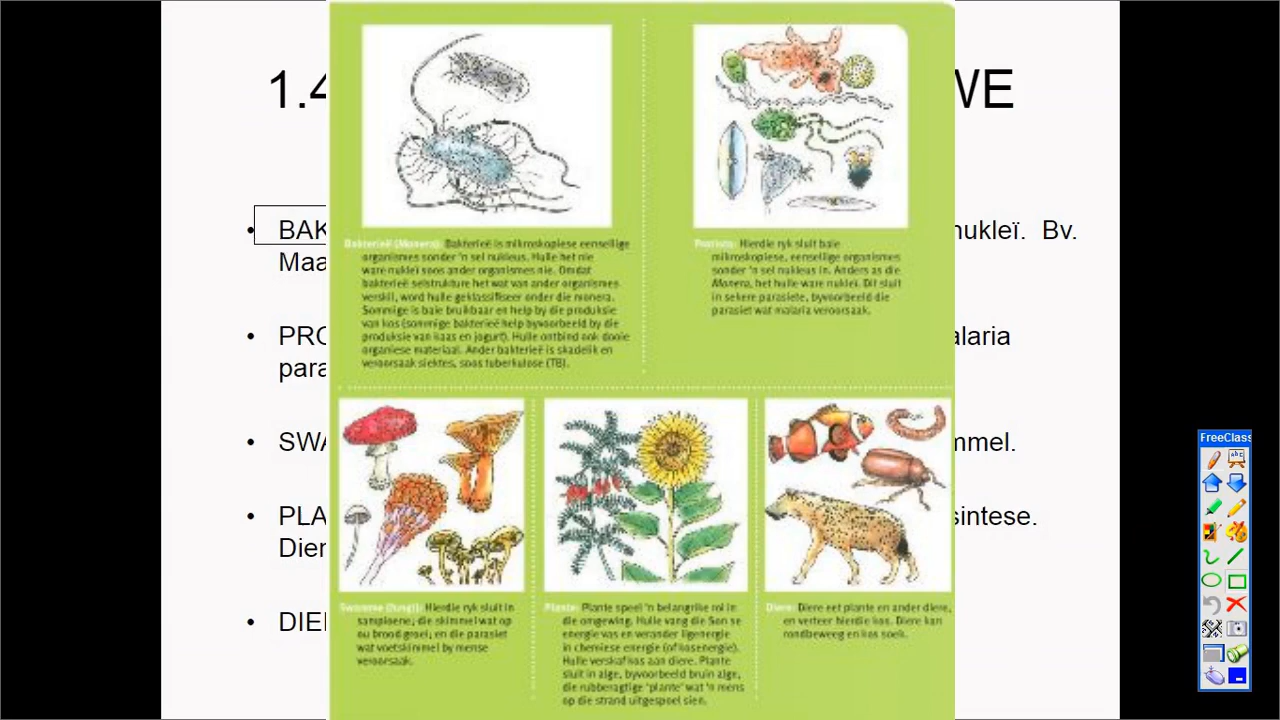 1.4 WE
• BAK nukleï. Bv.
Maa
• PRO alaria
para
• SWA mmel.
• PLA sintese.
Dier
• DIER
Bakterieë (Monera): Bakterieë is mikroskopiese eensellige
organismes sonder 'n sel nukleus. Hulle het nie
ware nukleï soos ander organismes nie. Omdat
bakterieë selstrukture het wat van ander organismes
verskil, word hulle geklassifiseer onder die monera.
Sommige is baie bruikbaar en help by die produksie
van kos (sommige bakterieë help byvoorbeeld by die
produksie van kaas en jogurt). Hulle ontbind ook dooie
organiese materiaal. Ander bakterieë is skadelik en
veroorsaak siektes, soos tuberkulose (TB).
Protista: Hierdie ryk sluit baie
mikroskopiese, eensellige organismes
sonder 'n sel nukleus in. Anders as die
Monera, het hulle ware nukleï. Dit sluit
in sekere parasiete, byvoorbeeld die
parasiet wat malaria veroorsaak.
Swamme (fungi): Hierdie ryk sluit in
sampioene, die skimmel wat op
ou brood groei, en die parasiet
wat voetskimmel by mense
veroorsaak.
Plante: Plante speel 'n belangrike rol in
die omgewing. Hulle vang die Son se
energie vas en verander ligenergie
in chemiese energie (of kosenergie).
Hulle verskaf kos aan diere. Plante
sluit in alge, byvoorbeeld bruin alge,
die rubberagtige 'plante' wat 'n mens
op die strand uitgespoel sien.
Diere: Diere eet plante en ander diere,
en verteer hierdie kos. Diere kan
rondbeweeg en kos soek.
FreeClass
abc